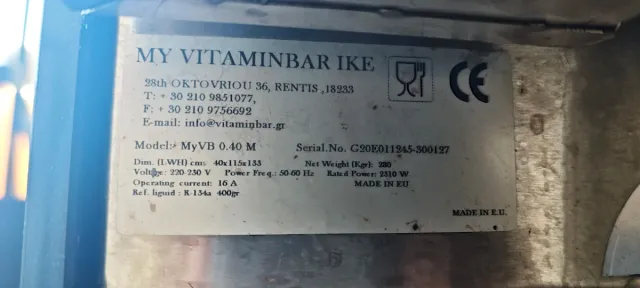 MY VITAMINBAR IKE
28th OKTOVRIOU 36, RENTIS ,18233
T: + 30 210 9851077,
F: + 30 210 9756692
E-mail: info@vitaminbar.gr
CE
Model: MyVB 0.40 M Serial.No. G20E011245-300127
Dim. (LWH) cm: 40x115x133 Net Weight (Kgr): 280
Voltage: 220-230 V Power Freq.: 50-60 Hz Rated Power: 2310 W
Operating current: 16 A MADE IN EU
Ref. liguid : R-134a 400gr
MADE IN E.U.